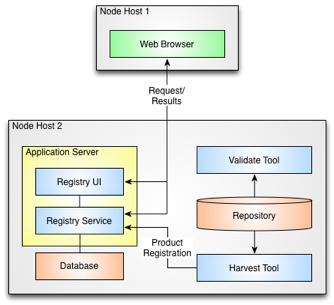 Node Host 1
Web Browser
Request/
Results
Node Host 2
Application Server
Registry UI
Validate Tool
Registry Service
Repository
Product
Registration
Database
Harvest Tool